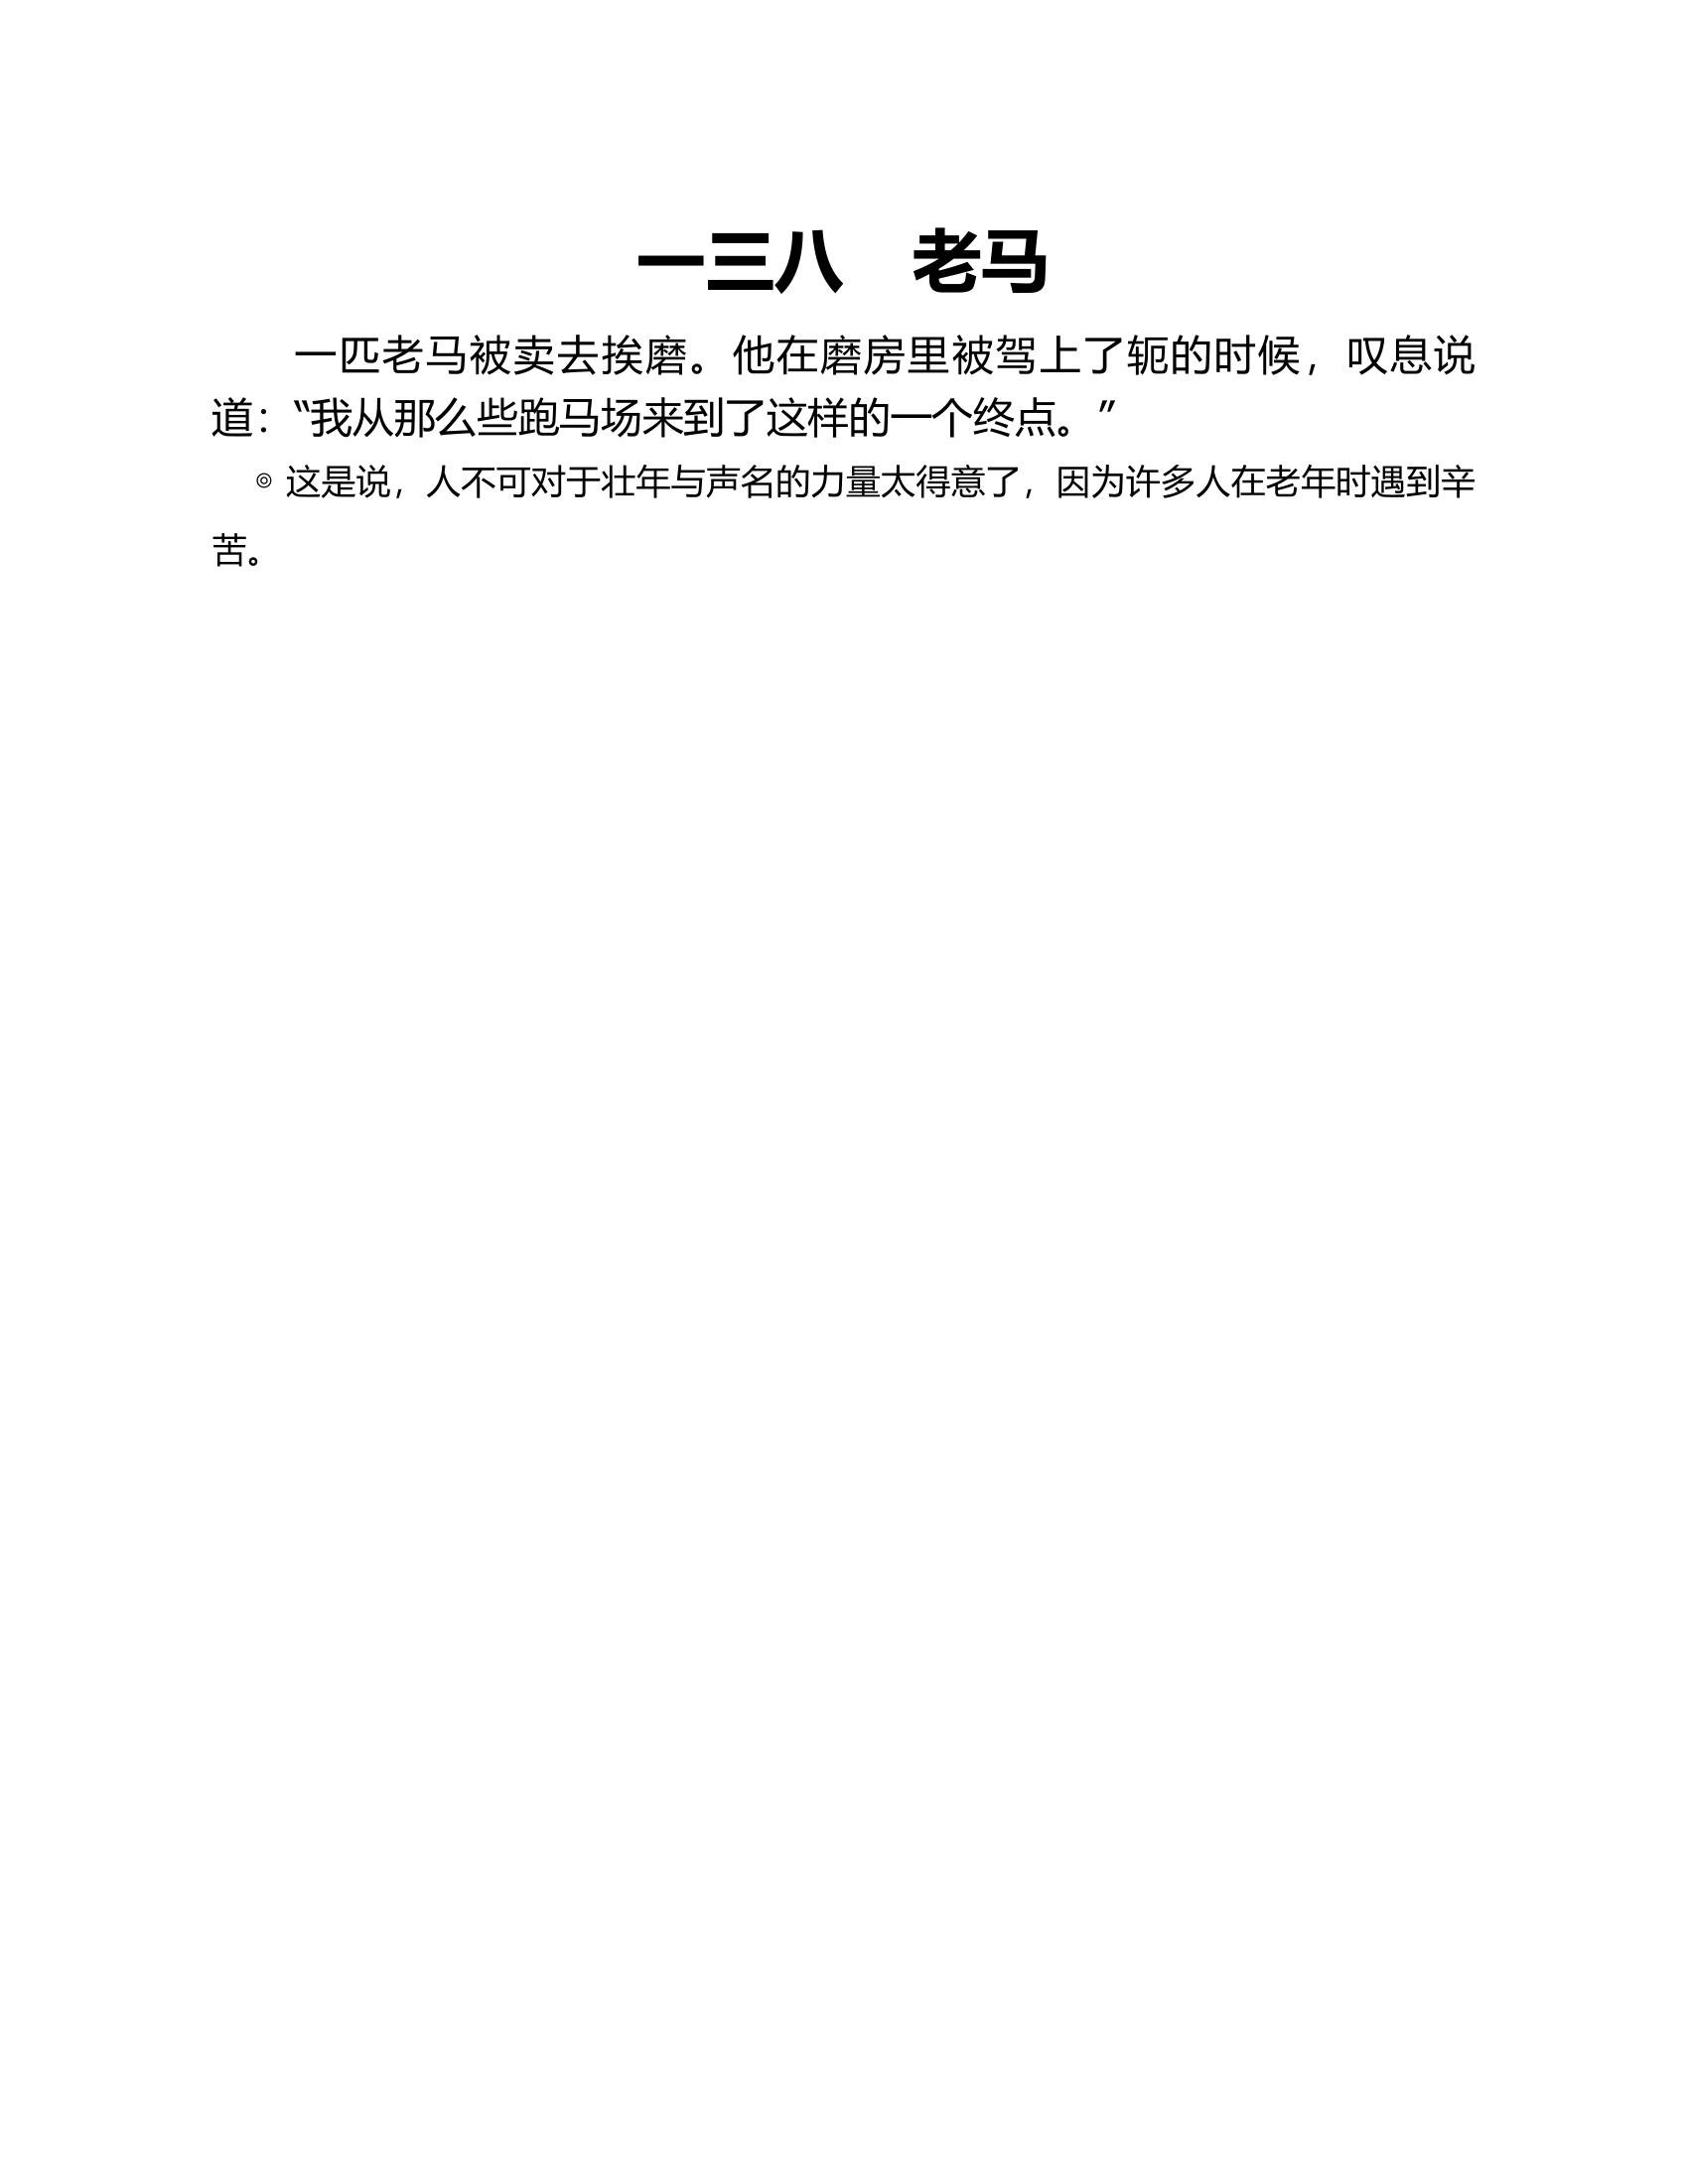 一三八　老马
一匹老马被卖去挨磨。他在磨房里被驾上了轭的时候，叹息说
道：“我从那么些跑马场来到了这样的一个终点。”
◎ 这是说，人不可对于壮年与声名的力量太得意了，因为许多人在老年时遇到辛
苦。